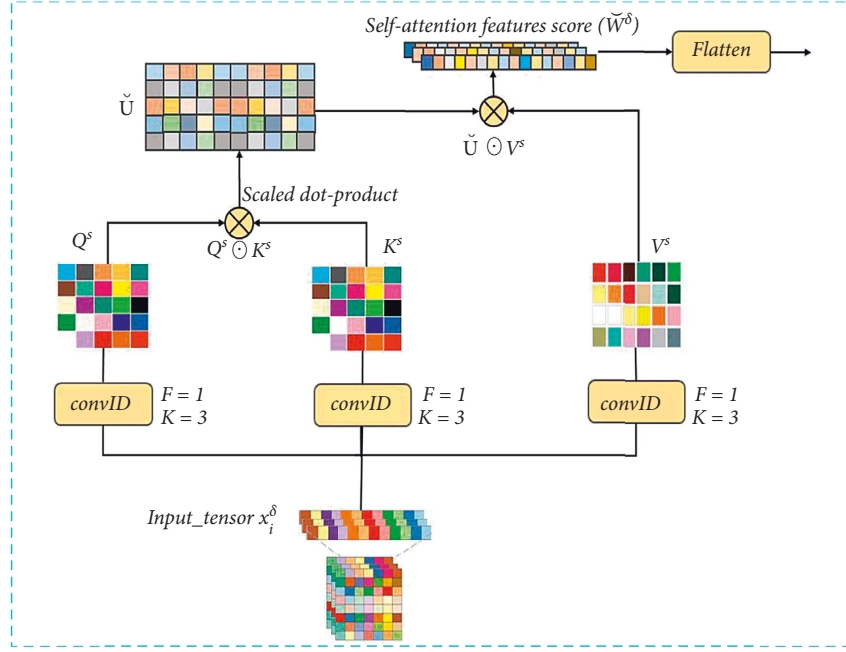 Self-attention features score (W̆^δ)
Flatten
Ŭ
Ŭ ⊙ V^s
Scaled dot-product
Q^s
Q^s ⊙ K^s
K^s
V^s
convID
F = 1
K = 3
convID
F = 1
K = 3
convID
F = 1
K = 3
Input_tensor x_i^δ